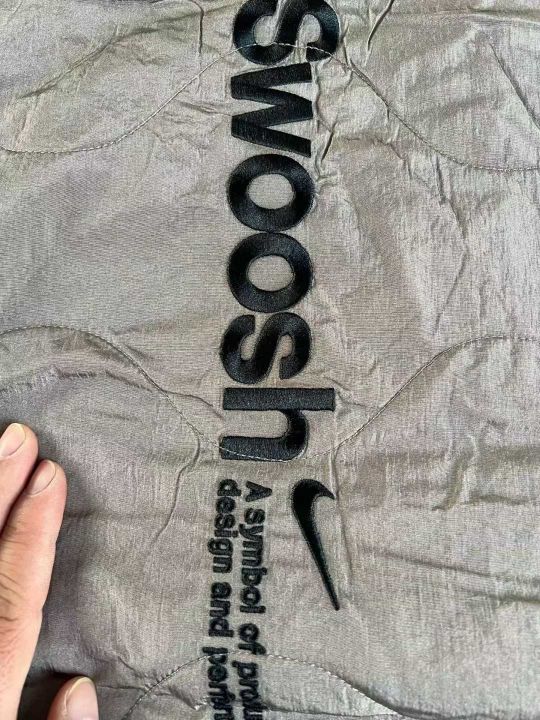 swoosh
A symbol of
design and